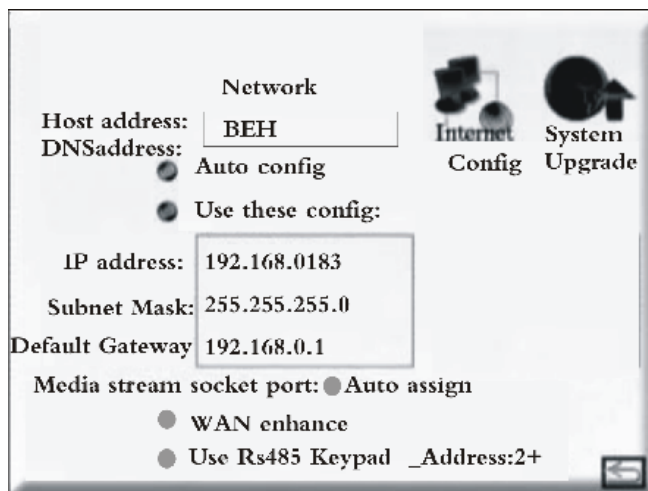 Network
Host address: BEH
DNSaddress:
Auto config
Use these config:
IP address: 192.168.0183
Subnet Mask: 255.255.255.0
Default Gateway 192.168.0.1
Media stream socket port: Auto assign
WAN enhance
Use Rs485 Keypad _Address:2+
Internet
Config
System
Upgrade